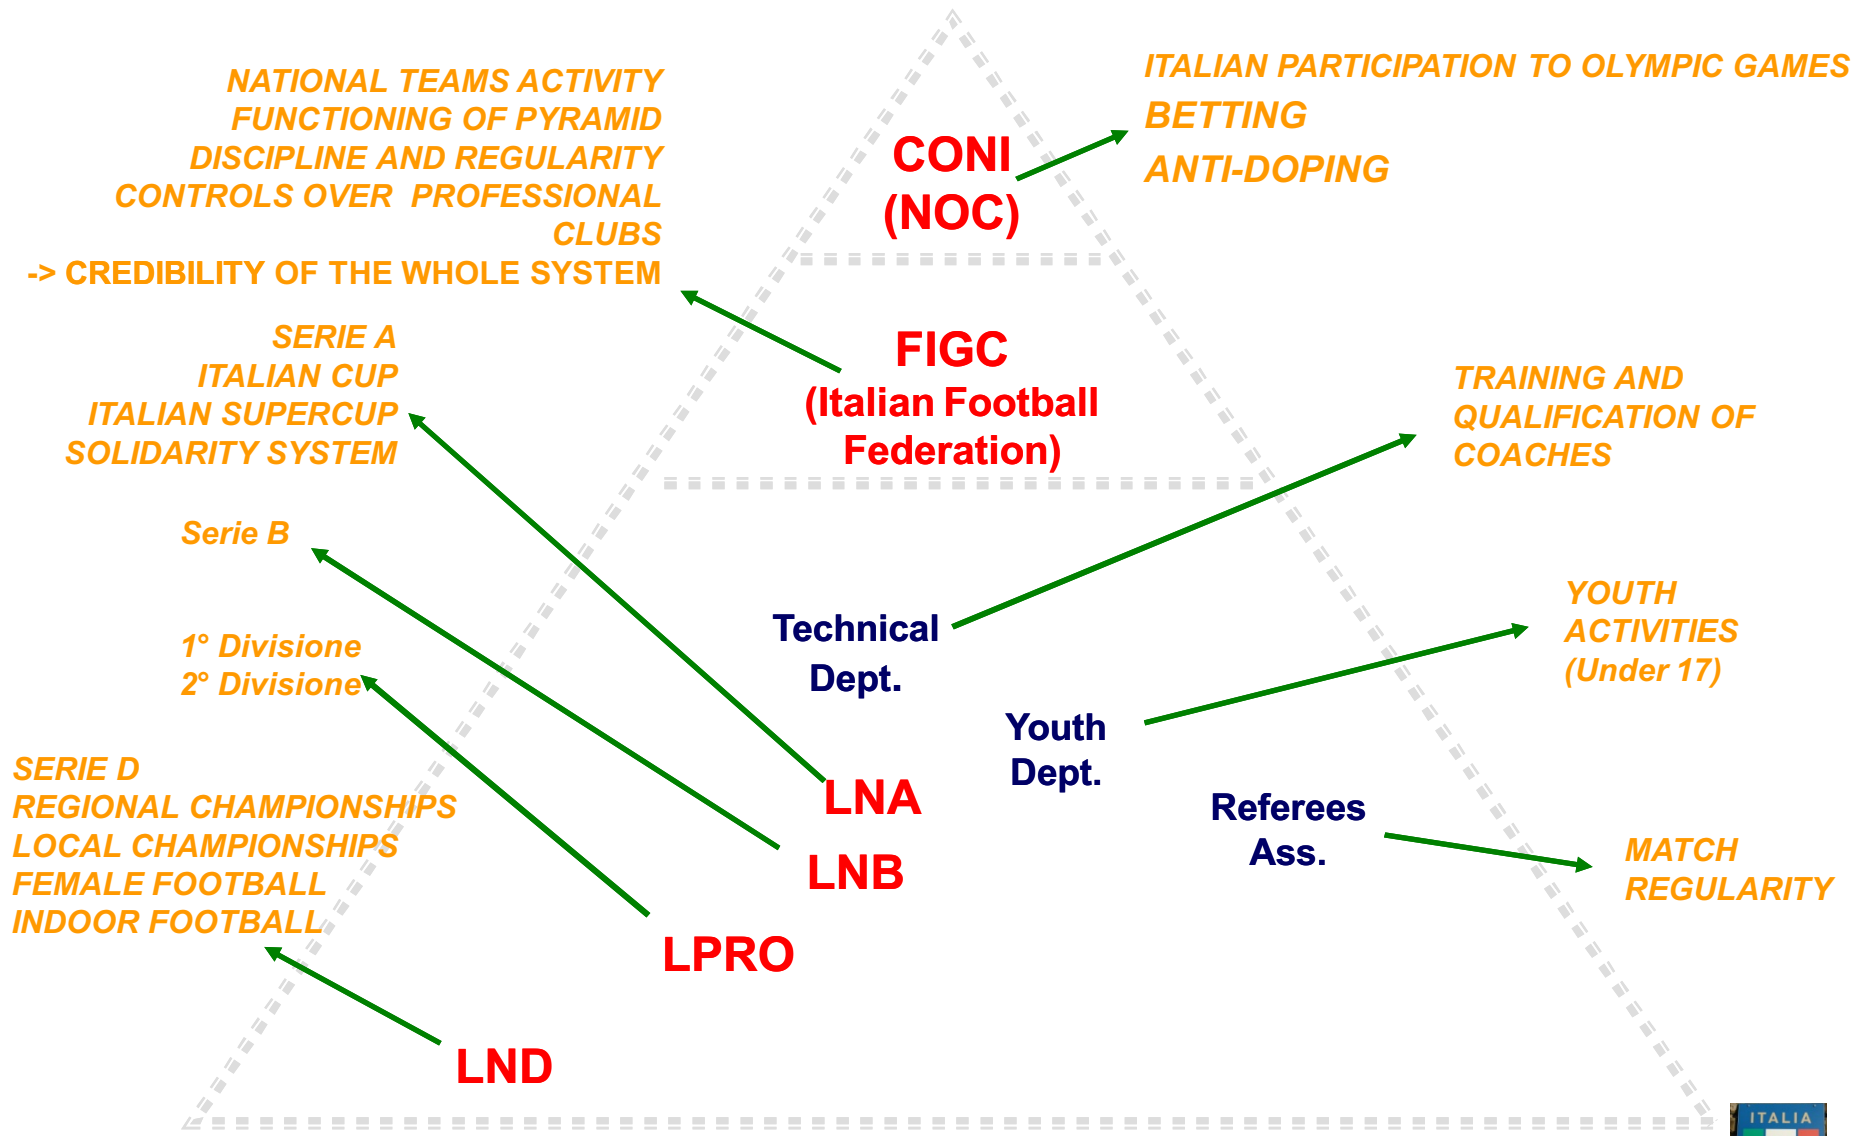 NATIONAL TEAMS ACTIVITY
FUNCTIONING OF PYRAMID
DISCIPLINE AND REGULARITY
CONTROLS OVER PROFESSIONAL
CLUBS
-> CREDIBILITY OF THE WHOLE SYSTEM
ITALIAN PARTICIPATION TO OLYMPIC GAMES
BETTING
ANTI-DOPING
CONI
(NOC)
FIGC
(Italian Football
Federation)
SERIE A
ITALIAN CUP
ITALIAN SUPERCUP
SOLIDARITY SYSTEM
TRAINING AND
QUALIFICATION OF
COACHES
Serie B
1° Divisione
2° Divisione
Technical
Dept.
YOUTH
ACTIVITIES
(Under 17)
Youth
Dept.
SERIE D
REGIONAL CHAMPIONSHIPS
LOCAL CHAMPIONSHIPS
FEMALE FOOTBALL
INDOOR FOOTBALL
LNA
LNB
LPRO
LND
Referees
Ass.
MATCH
REGULARITY
ITALIA